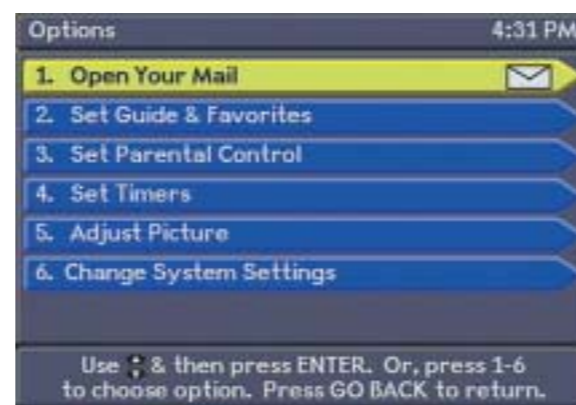 Options 4:31 PM
1. Open Your Mail
2. Set Guide & Favorites
3. Set Parental Control
4. Set Timers
5. Adjust Picture
6. Change System Settings
Use & then press ENTER. Or, press 1-6
to choose option. Press GO BACK to return.